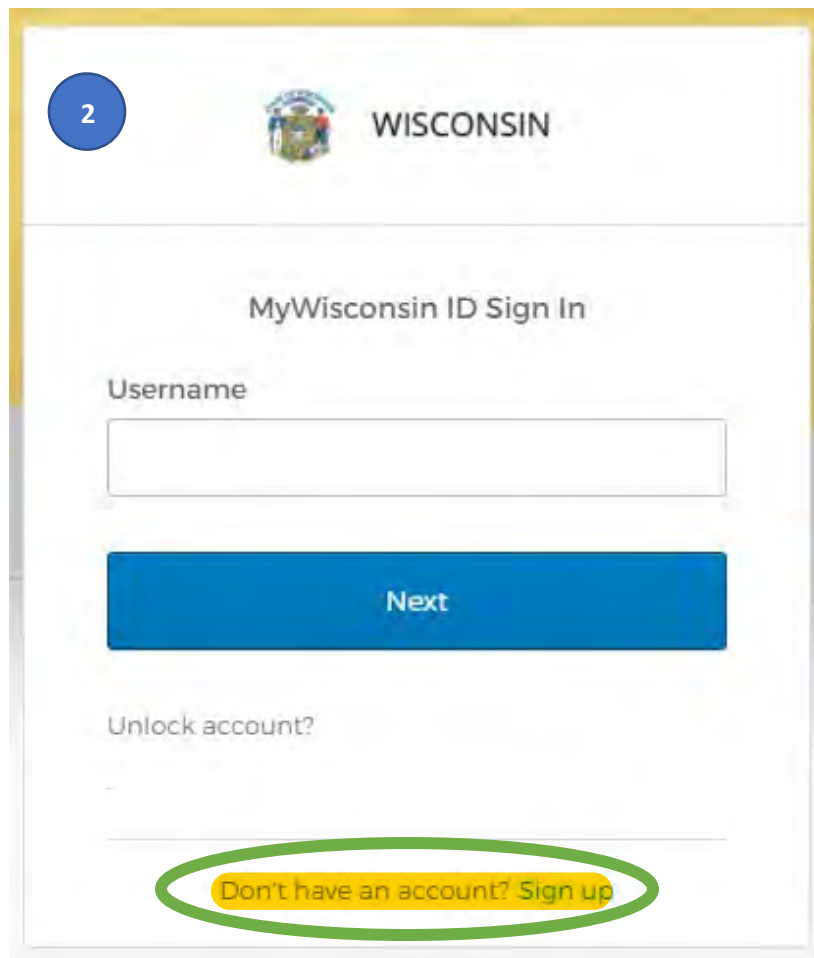 2
WISCONSIN
MyWisconsin ID Sign In
Username
Next
Unlock account?
Don't have an account? Sign up